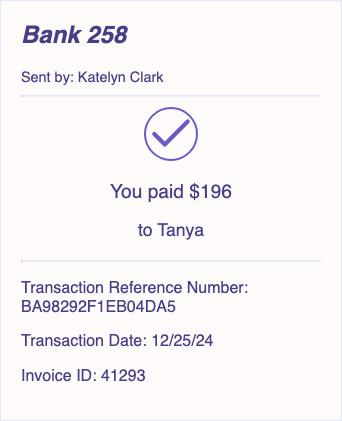 Bank 258
Sent by: Katelyn Clark
You paid $196
to Tanya
Transaction Reference Number:
BA98292F1EB04DA5
Transaction Date: 12/25/24
Invoice ID: 41293